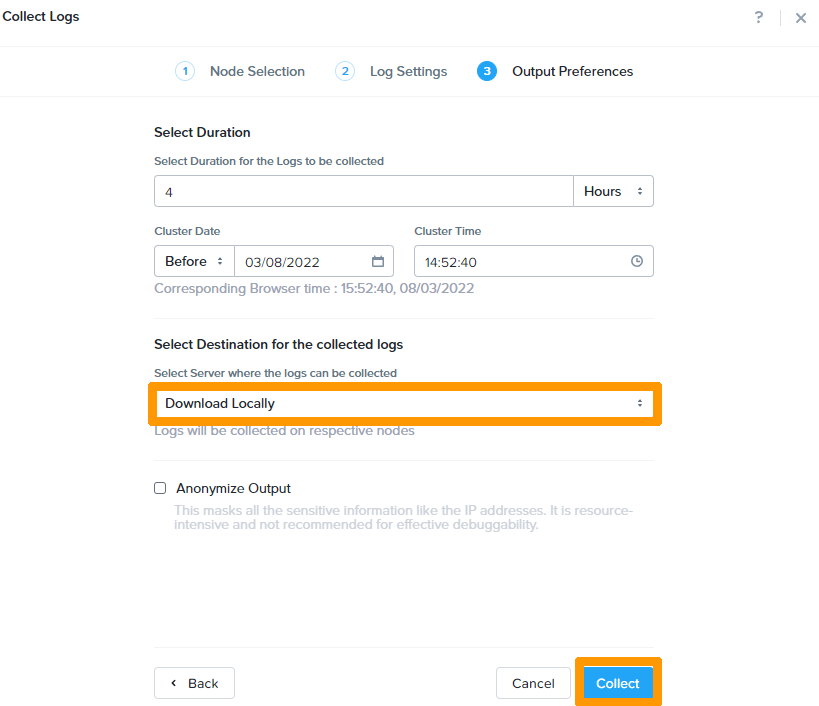 Collect Logs ?
1 Node Selection 2 Log Settings 3 Output Preferences
Select Duration
Select Duration for the Logs to be collected
4 Hours
Cluster Date Cluster Time
Before 03/08/2022 14:52:40
Corresponding Browser time : 15:52:40, 08/03/2022
Select Destination for the collected logs
Select Server where the logs can be collected
Download Locally
Logs will be collected on respective nodes
Anonymize Output
This masks all the sensitive information like the IP addresses. It is resource-
intensive and not recommended for effective debuggability.
Back Cancel Collect